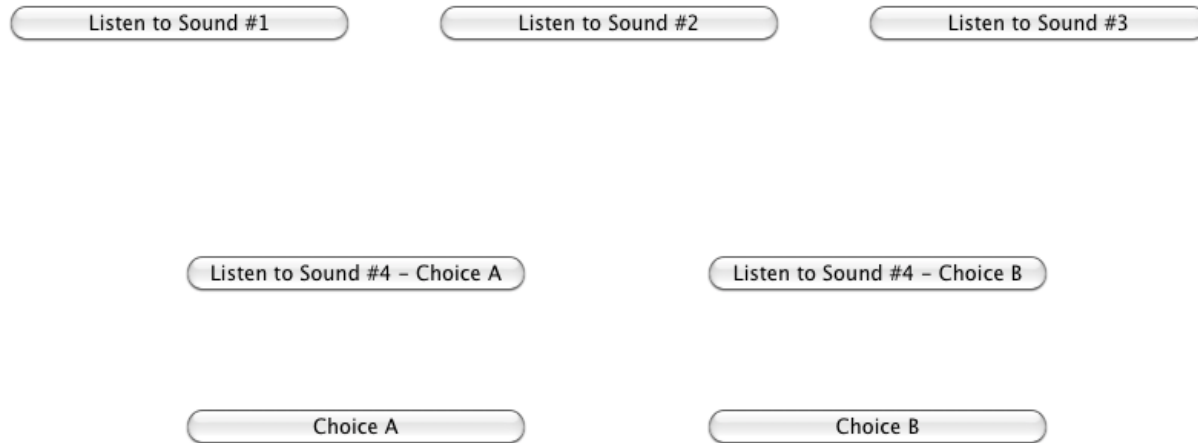 Listen to Sound #1
Listen to Sound #2
Listen to Sound #3
Listen to Sound #4 – Choice A
Listen to Sound #4 – Choice B
Choice A
Choice B